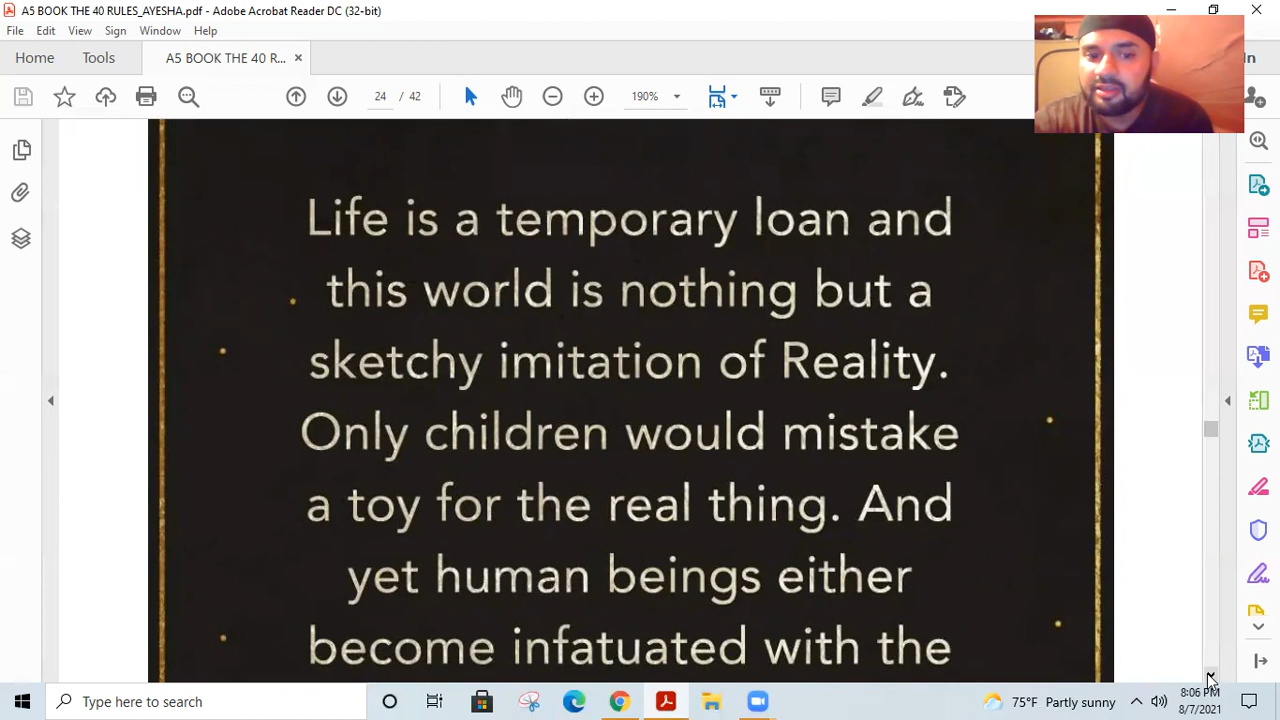 A5 BOOK THE 40 RULES_AYESHA.pdf - Adobe Acrobat Reader DC (32-bit)
File Edit View Sign Window Help
Home Tools A5 BOOK THE 40 R... In
24 / 42 190%
Life is a temporary loan and
this world is nothing but a
sketchy imitation of Reality.
Only children would mistake
a toy for the real thing. And
yet human beings either
become infatuated with the
Type here to search
75°F Partly sunny
8:06 PM
8/7/2021